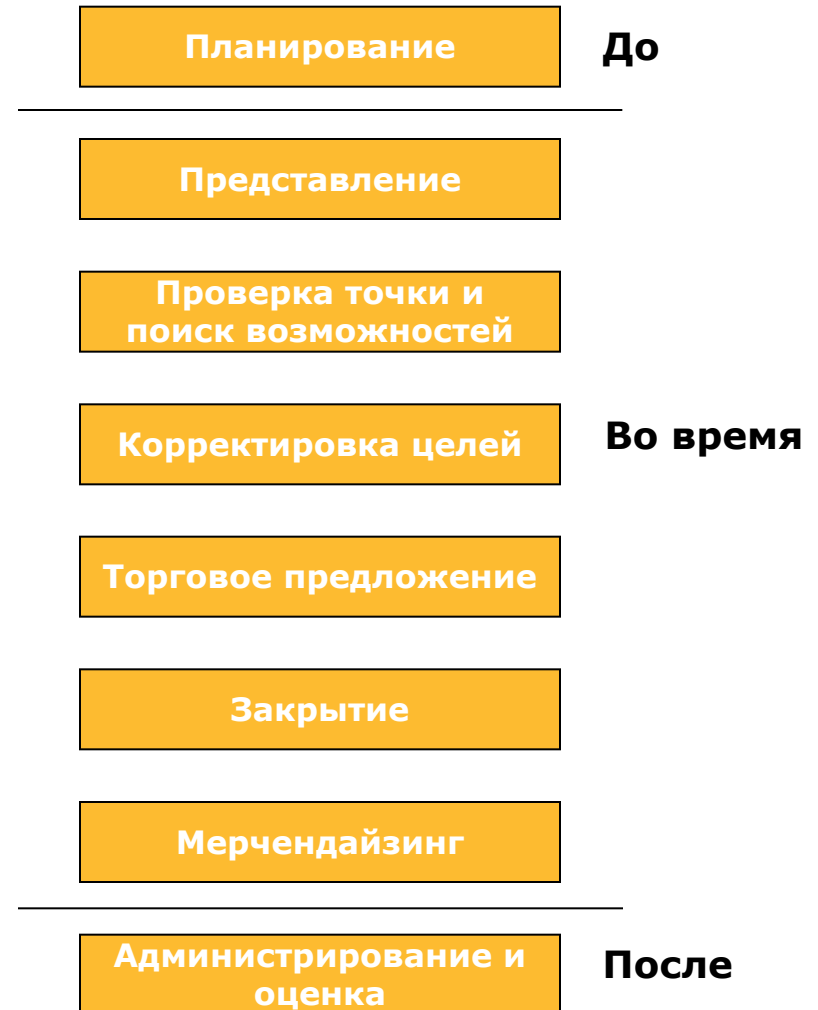 Планирование
До
Представление
Проверка точки и
поиск возможностей
Корректировка целей
Во время
Торговое предложение
Закрытие
Мерчендайзинг
Администрирование и
оценка
После